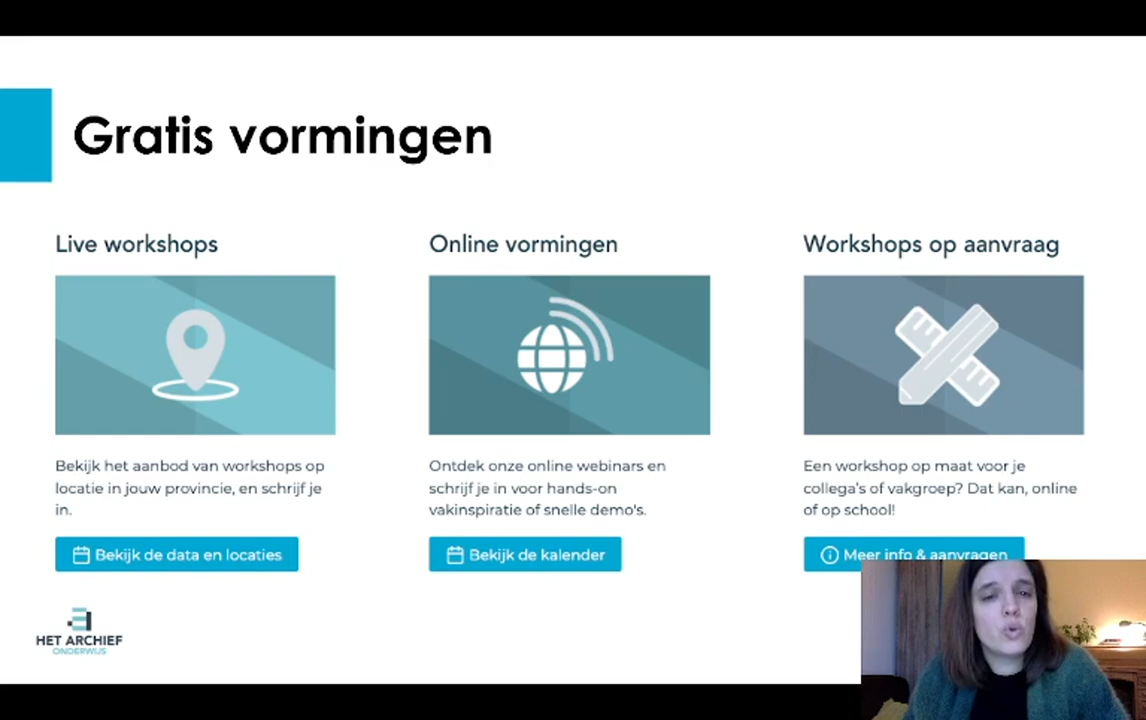 Gratis vormingen
Live workshops
Bekijk het aanbod van workshops op
locatie in jouw provincie, en schrijf je
in.
Bekijk de data en locaties
Online vormingen
Ontdek onze online webinars en
schrijf je in voor hands-on
vakinspiratie of snelle demo's.
Bekijk de kalender
Workshops op aanvraag
Een workshop op maat voor je
collega's of vakgroep? Dat kan, online
of op school!
Meer info & aanvragen
HET ARCHIEF
ONDERWIJS